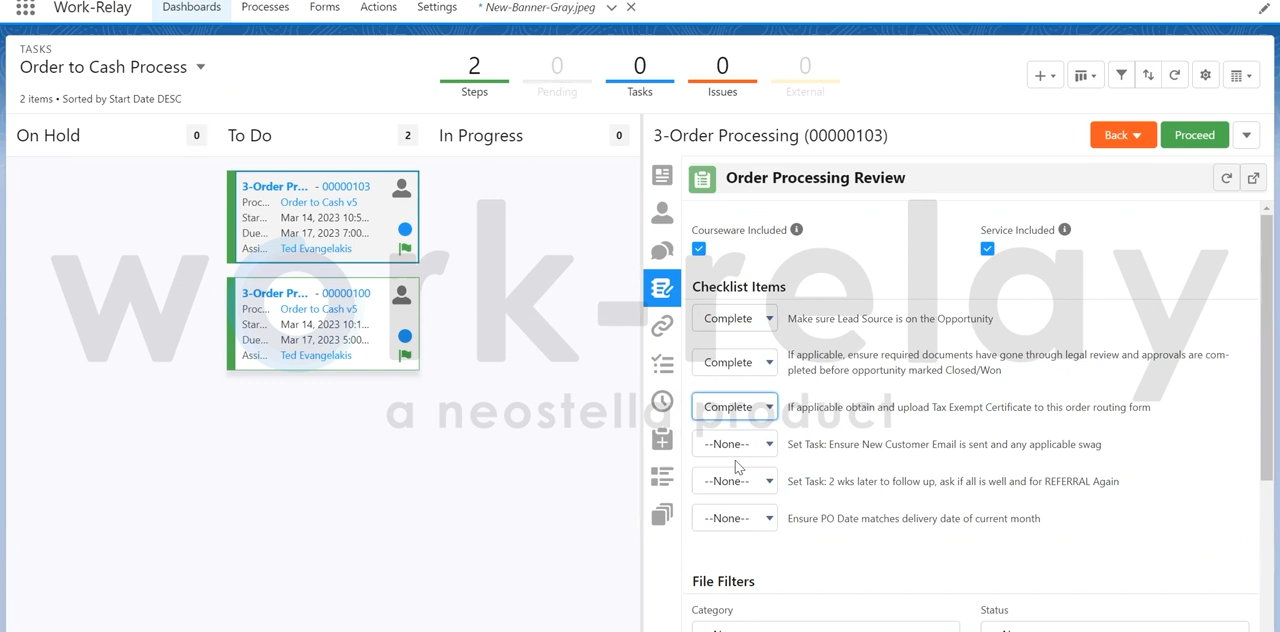 Work-Relay
Dashboards
Processes
Forms
Actions
Settings
* New-Banner-Gray.jpeg
TASKS
Order to Cash Process
2 items • Sorted by Start Date DESC
2
Steps
0
Pending
0
Tasks
0
Issues
0
External
On Hold
0
To Do
2
In Progress
0
3-Order Pr... - 00000103
Proc... Order to Cash v5
Star... Mar 14, 2023 10:5...
Due... Mar 17, 2023 7:00...
Assi... Ted Evangelakis
3-Order Pr... - 00000100
Proc... Order to Cash v5
Star... Mar 14, 2023 10:1...
Due... Mar 17, 2023 5:00...
Assi... Ted Evangelakis
3-Order Processing (00000103)
Back
Proceed
Order Processing Review
Courseware Included
Service Included
Checklist Items
Complete Make sure Lead Source is on the Opportunity
Complete If applicable, ensure required documents have gone through legal review and approvals are com-
pleted before opportunity marked Closed/Won
Complete If applicable obtain and upload Tax Exempt Certificate to this order routing form
--None-- Set Task: Ensure New Customer Email is sent and any applicable swag
--None-- Set Task: 2 wks later to follow up, ask if all is well and for REFERRAL Again
--None-- Ensure PO Date matches delivery date of current month
File Filters
Category
Status
work-relay
a neostella product